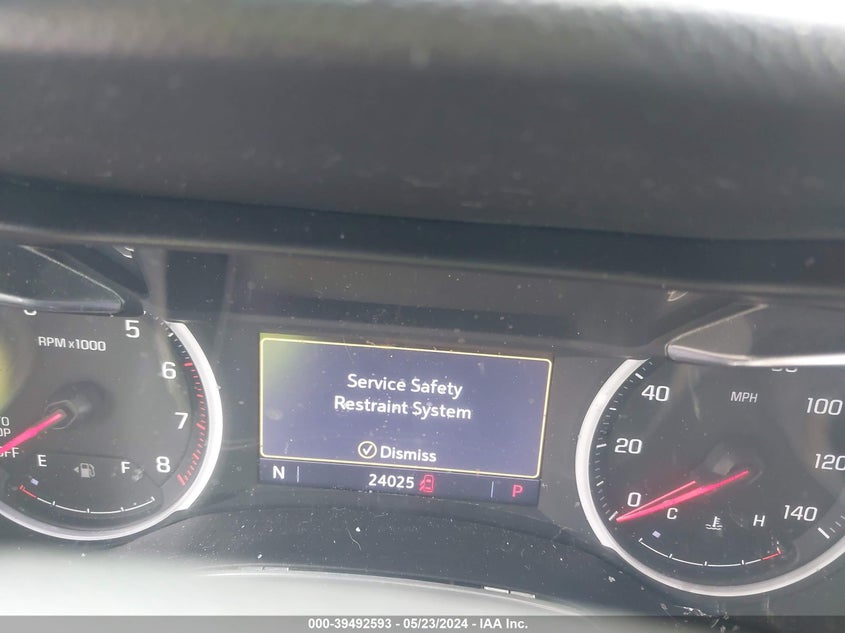 5
RPM x1000
6
7
8
E F
Service Safety
Restraint System
Dismiss
N
24025
P
40
MPH
100
20
120
0
C H
140
000-39492593 - 05/23/2024 - IAA Inc.